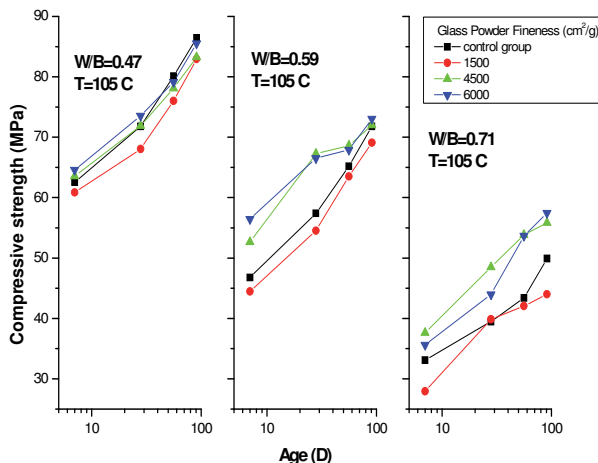 90
80
70
60
50
40
30
Compressive strength (MPa)
W/B=0.47
T=105 C
W/B=0.59
T=105 C
W/B=0.71
T=105 C
Glass Powder Fineness (cm²/g)
control group
1500
4500
6000
10 100 10 100 10 100
Age (D)